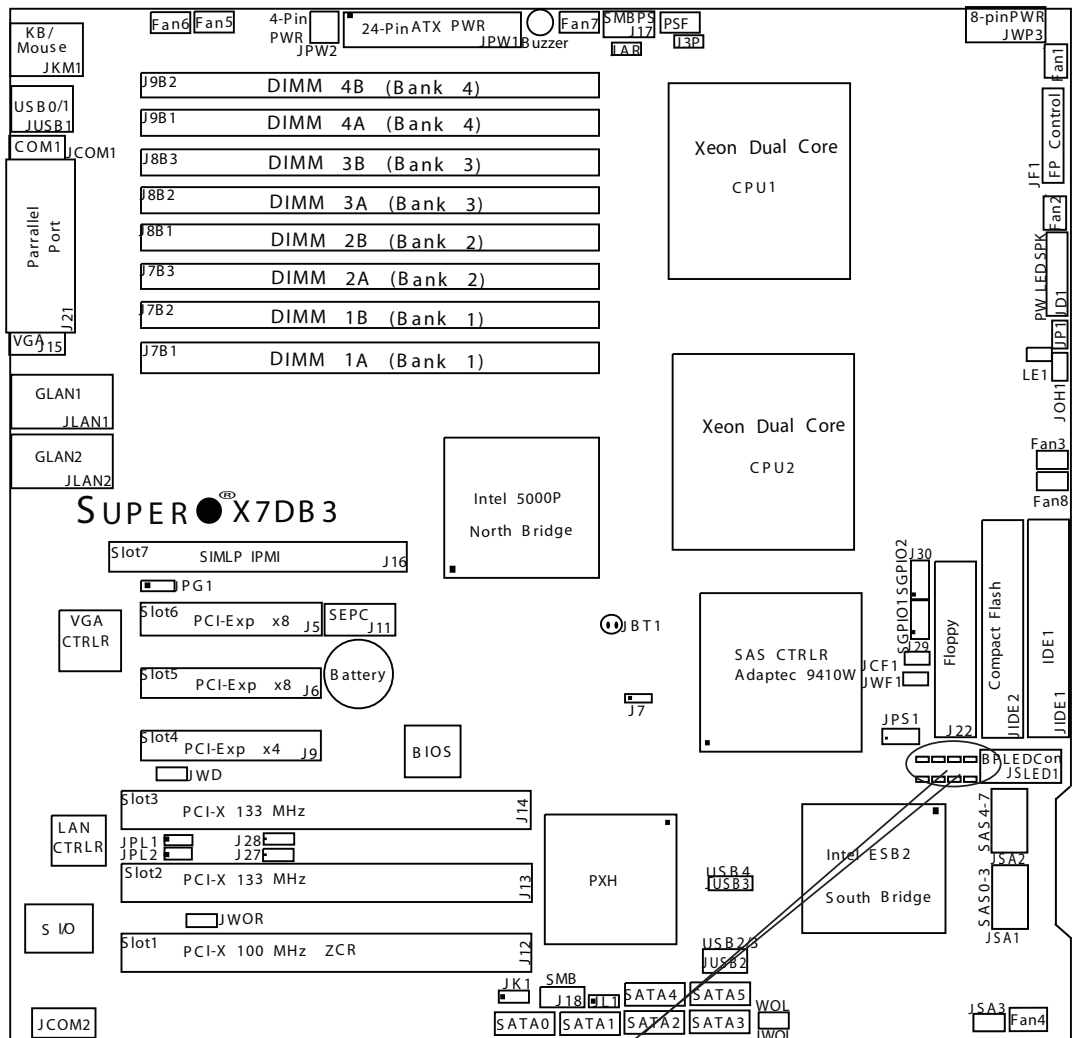 KB/
Mouse
JKM1
Fan6
Fan5
4-Pin
PWR
JPW2
24-Pin ATX PWR
JPW1
Buzzer
Fan7
SMBPS
J17
JAR
PSF
J3P
8-pinPWR
JWP3
Fan1
USB0/1
JUSB1
COM1
JCOM1
Parrallel
Port
J21
VGA
J15
GLAN1
JLAN1
GLAN2
JLAN2
J9B2 DIMM 4B (Bank 4)
J9B1 DIMM 4A (Bank 4)
J8B3 DIMM 3B (Bank 3)
J8B2 DIMM 3A (Bank 3)
J8B1 DIMM 2B (Bank 2)
J7B3 DIMM 2A (Bank 2)
J7B2 DIMM 1B (Bank 1)
J7B1 DIMM 1A (Bank 1)
Xeon Dual Core
CPU1
Xeon Dual Core
CPU2
FP Control
JF1
Fan2
PW LED SPK
JD1
JP1
LE1
JOH1
Fan3
Fan8
Intel 5000P
North Bridge
SUPER ® X7DB3
Slot7 SIMLP IPMI J16
JPG1
VGA
CTRLR
Slot6 PCI-Exp x8 J5
SEPC
J11
Slot5 PCI-Exp x8 J6
Battery
Slot4 PCI-Exp x4 J9
JWD
BIOS
JBT1
J7
SAS CTRLR
Adaptec 9410W
J30
SGPIO2
SGPIO1
J29
JCF1
JWF1
JPS1
Floppy
J22
Compact Flash
JIDE2
IDE1
JIDE1
BPLEDCon
JSLED1
Slot3 PCI-X 133 MHz J14
LAN
CTRLR
JPL1
JPL2
J28
J27
Slot2 PCI-X 133 MHz J13
JWOR
S I/O
Slot1 PCI-X 100 MHz ZCR J12
PXH
USB4
JUSB3
USB2/3
JUSB2
Intel ESB2
South Bridge
SAS4-7
JSA2
SAS0-3
JSA1
JCOM2
JK1
SMB
J18
JL1
SATA4
SATA5
SATA0
SATA1
SATA2
SATA3
WOL
JWOL
JSA3
Fan4